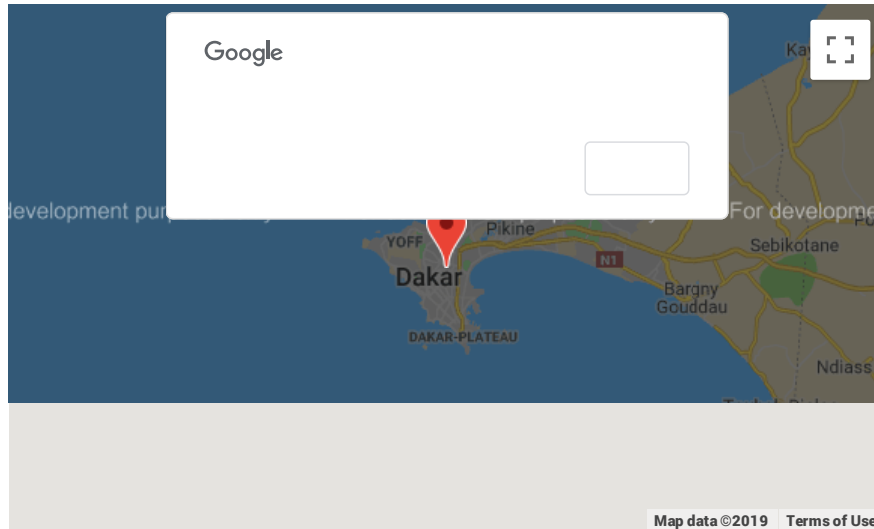 Google
Ka
development pur
For developme
YOFF
Pikine
Sebikotane
N1
Dakar
Bargny
Gouddau
DAKAR-PLATEAU
Ndiass
Map data ©2019 Terms of Use